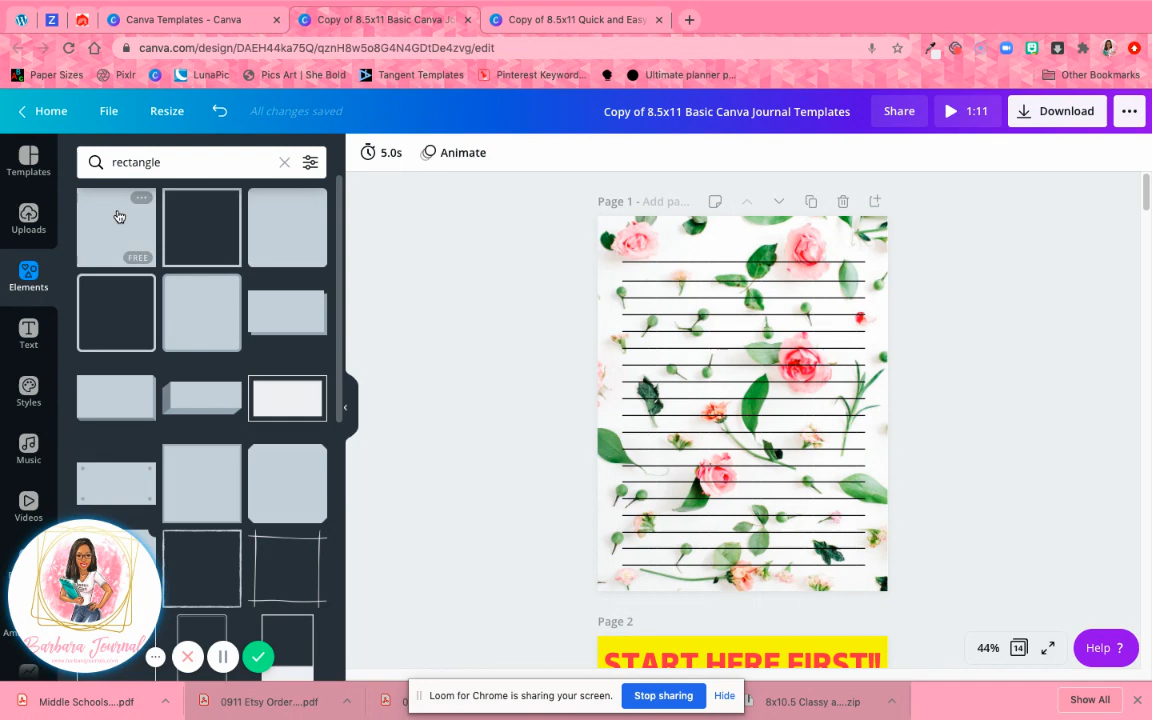 Canva Templates - Canva
Copy of 8.5x11 Basic Canva Jo
Copy of 8.5x11 Quick and Easy
canva.com/design/DAEH44ka75Q/qznH8w5o8G4N4GDtDe4zvg/edit
Paper Sizes
Pixlr
LunaPic
Pics Art | She Bold
Tangent Templates
Pinterest Keyword...
Ultimate planner p...
Other Bookmarks
Home
File
Resize
All changes saved
Copy of 8.5x11 Basic Canva Journal Templates
Share
1:11
Download
Templates
Uploads
Elements
Text
Styles
Music
Videos
rectangle
FREE
5.0s
Animate
Page 1 - Add pa...
Page 2
START HERE FIRST!!
Barbara Journal
44%
14
Help ?
Loom for Chrome is sharing your screen.
Stop sharing
Hide
Middle Schools....pdf
0911 Etsy Order....pdf
8x10.5 Classy a....zip
Show All